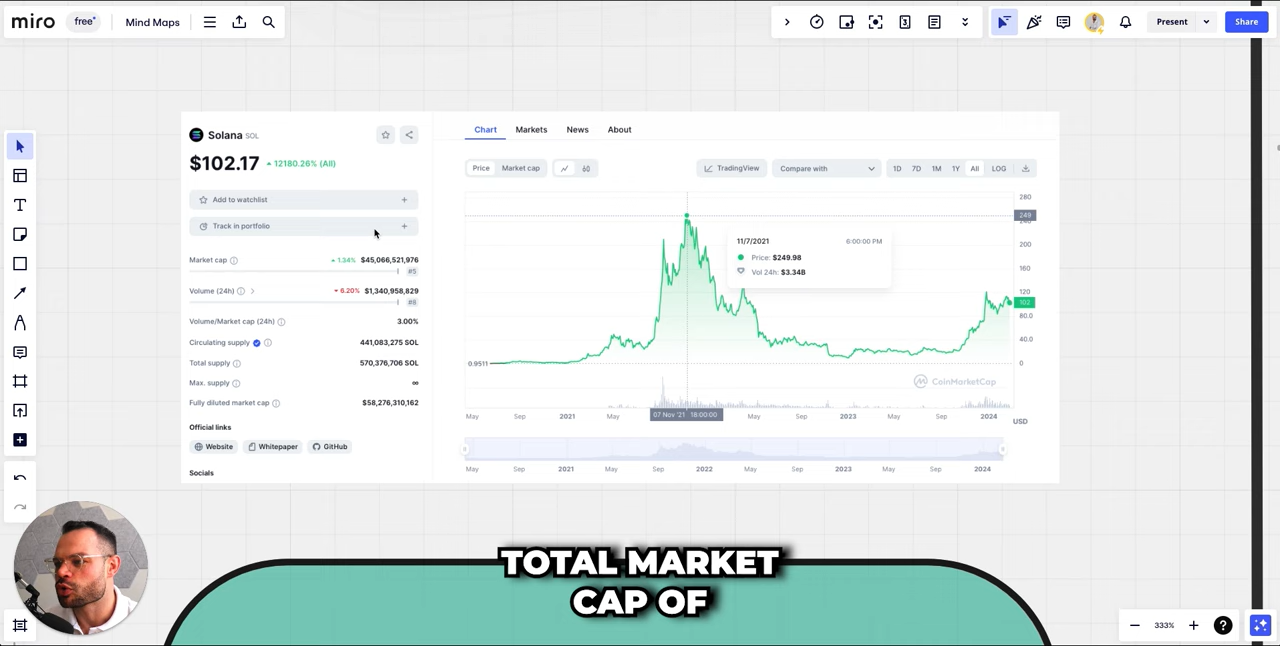 miro free* Mind Maps
3 Present Share
Solana SOL
$102.17 12180.26% (All)
Add to watchlist +
Track in portfolio +
Market cap 1.34% $45,066,521,976
#5
Volume (24h) > 6.20% $1,340,958,829
#8
Volume/Market cap (24h) 3.00%
Circulating supply 441,083,275 SOL
Total supply 570,376,706 SOL
Max. supply ∞
Fully diluted market cap $58,276,310,162
Official links
Website Whitepaper GitHub
Socials
Chart Markets News About
Price Market cap TradingView Compare with 1D 7D 1M 1Y All LOG
280
249
240
200
160
120
102
80.0
40.0
0
0.9511
11/7/2021 6:00:00 PM
Price: $249.98
Vol 24h: $3.34B
CoinMarketCap
May Sep 2021 May 07 Nov '21 18:00:00 May Sep 2023 May Sep 2024
USD
May Sep 2021 May Sep 2022 May Sep 2023 May Sep 2024
TOTAL MARKET
CAP OF
− 333% + ?